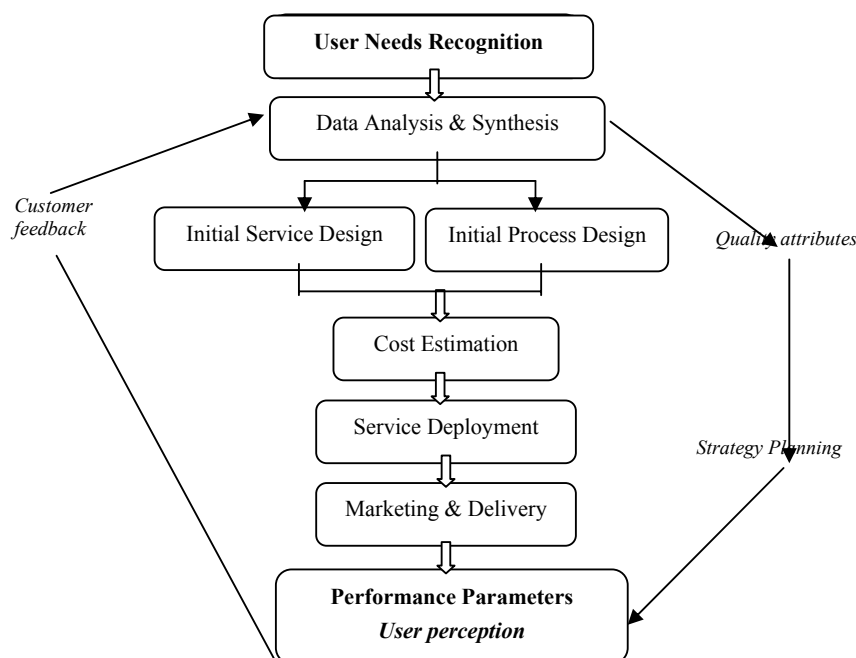 User Needs Recognition
Data Analysis & Synthesis
Customer
feedback
Initial Service Design
Initial Process Design
Quality attributes
Cost Estimation
Service Deployment
Strategy Planning
Marketing & Delivery
Performance Parameters
User perception